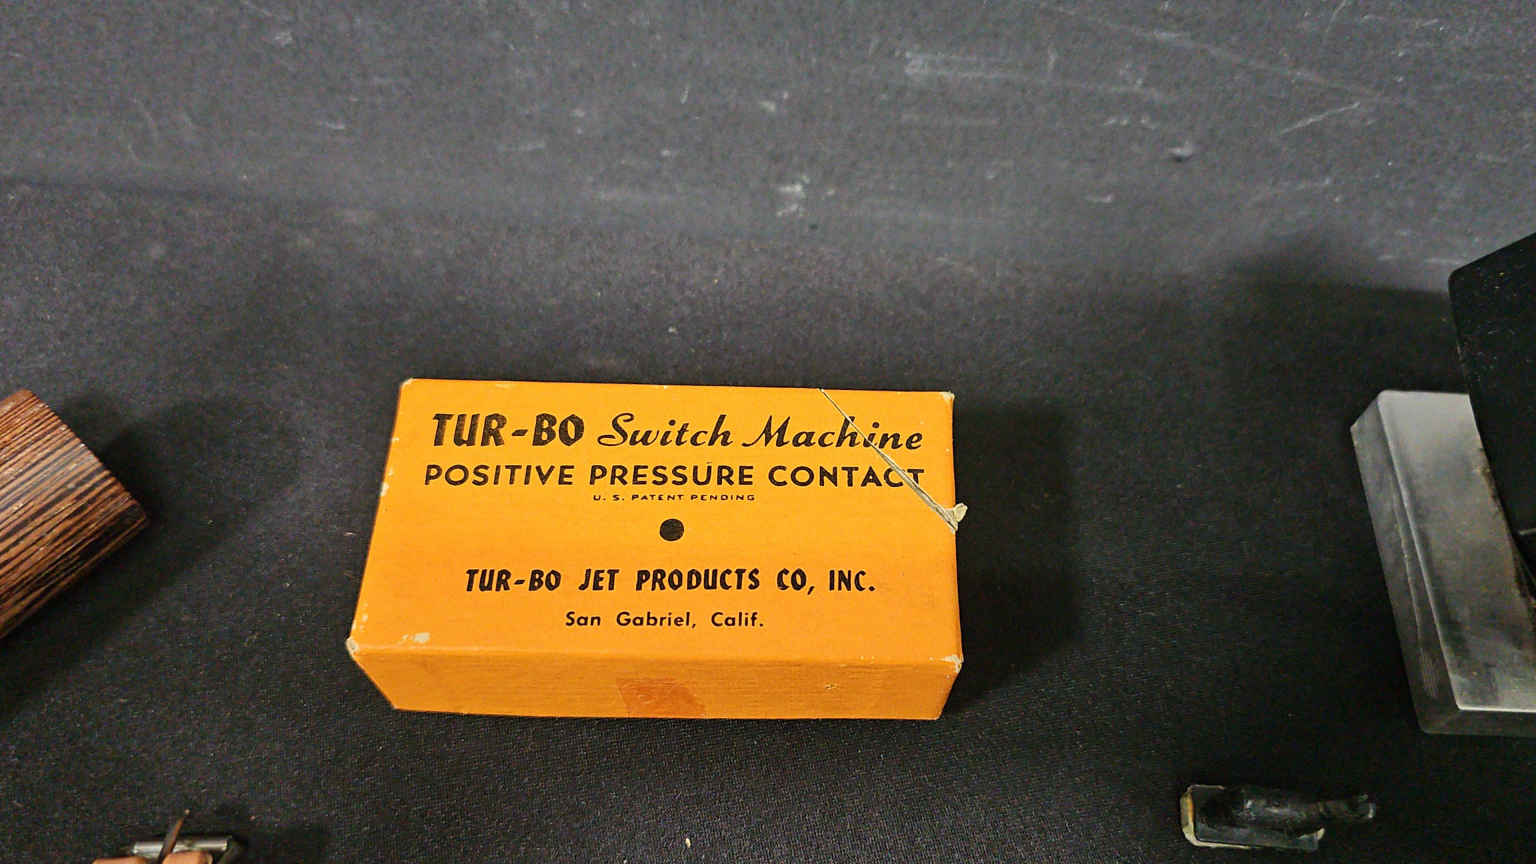 TUR-BO Switch Machine
POSITIVE PRESSURE CONTACT
U. S. PATENT PENDING
TUR-BO JET PRODUCTS CO, INC.
San Gabriel, Calif.